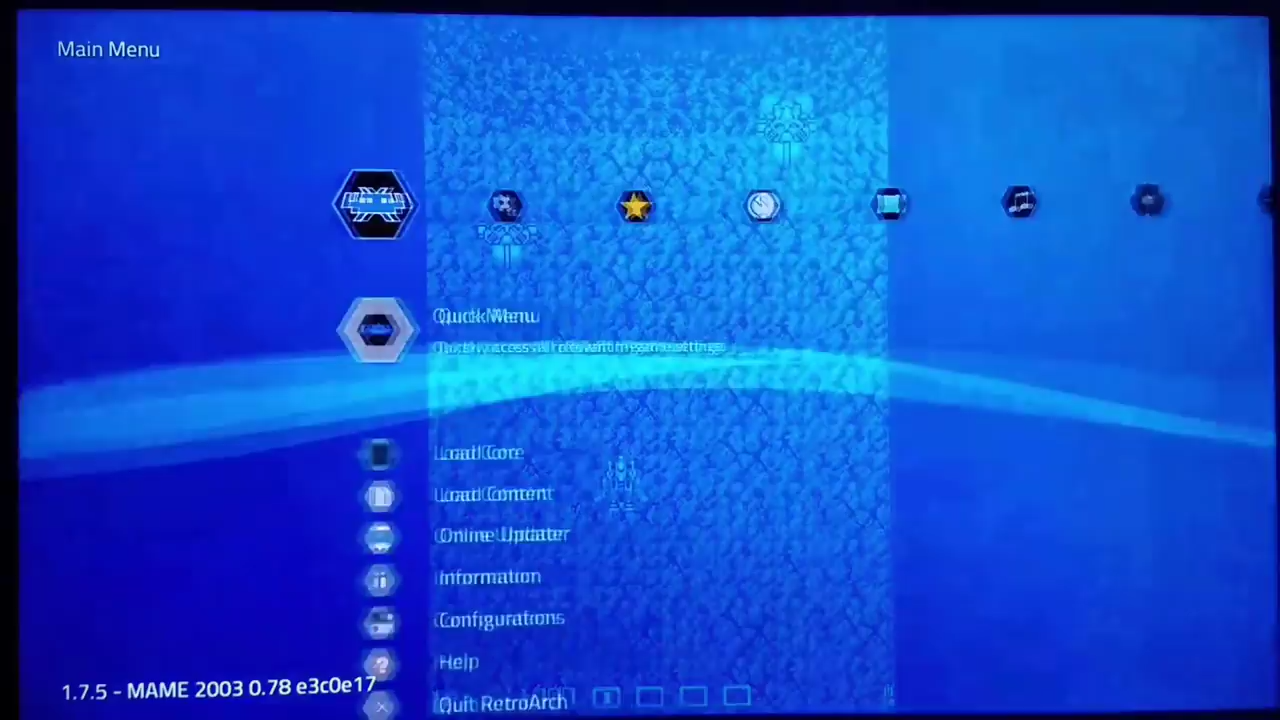 Main Menu
Quick Menu
Load Core
Load Content
Online Updater
Information
Configurations
Help
Quit RetroArch
1.7.5 - MAME 2003 0.78 e3c0e17